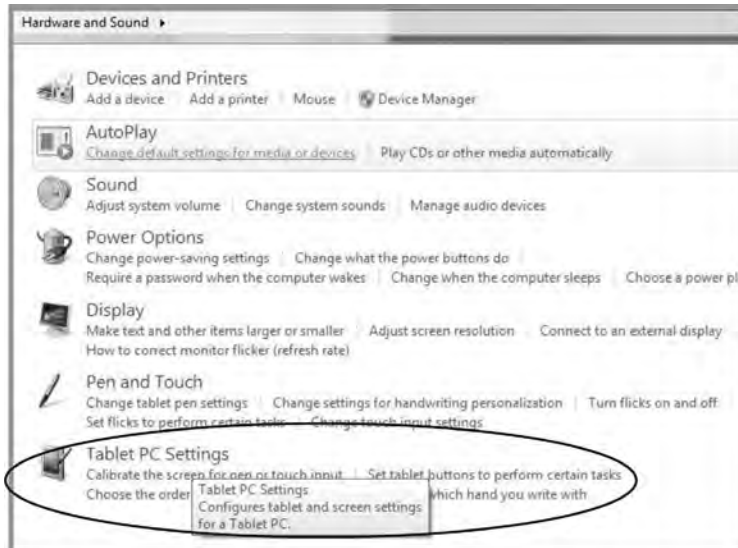 Hardware and Sound
Devices and Printers
Add a device Add a printer Mouse Device Manager
AutoPlay
Change default settings for media or devices Play CDs or other media automatically
Sound
Adjust system volume Change system sounds Manage audio devices
Power Options
Change power-saving settings Change what the power buttons do
Require a password when the computer wakes Change when the computer sleeps Choose a power pl
Display
Make text and other items larger or smaller Adjust screen resolution Connect to an external display
How to correct monitor flicker (refresh rate)
Pen and Touch
Change tablet pen settings Change settings for handwriting personalization Turn flicks on and off
Set flicks to perform certain tasks Change touch input settings
Tablet PC Settings
Calibrate the screen for pen or touch input Set tablet buttons to perform certain tasks
Choose the order which hand you write with
Tablet PC Settings
Configures tablet and screen settings
for a Tablet PC.